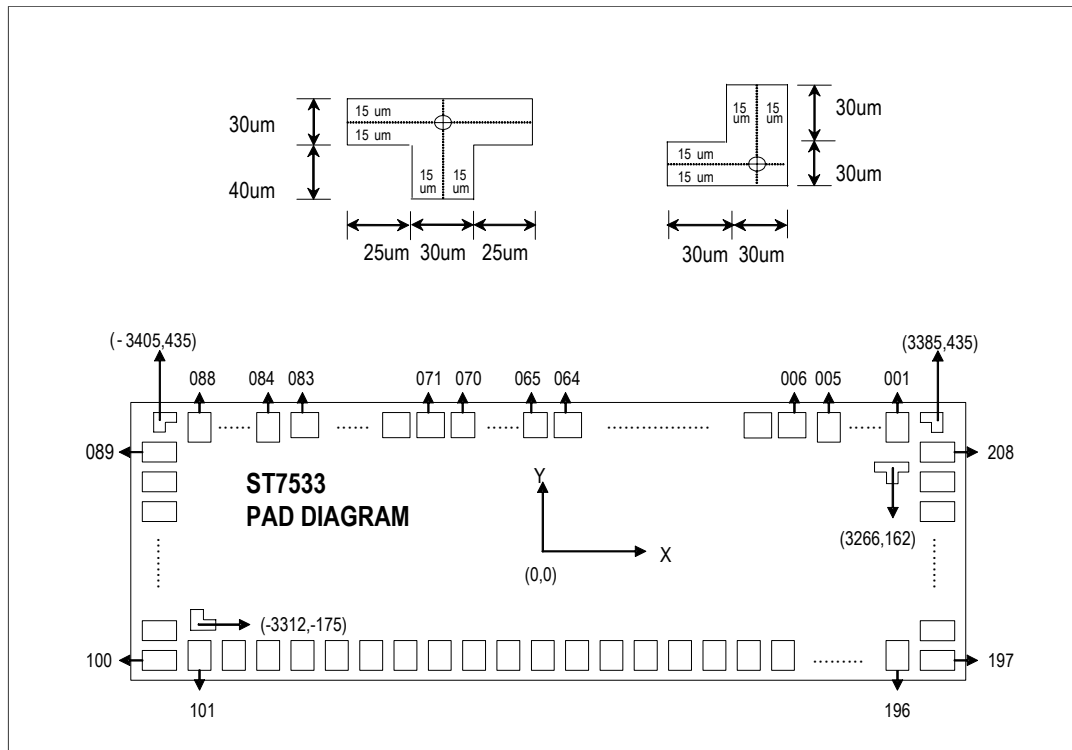 15 um
15 um
15 um
15 um
30um
40um
25um 30um 25um
15 um
15 um
15 um
15 um
30um
30um
30um 30um
(- 3405,435)
(3385,435)
088
084
083
071
070
065
064
006
005
001
089
208
ST7533
PAD DIAGRAM
Y
X
(0,0)
(3266,162)
(-3312,-175)
100
197
101
196